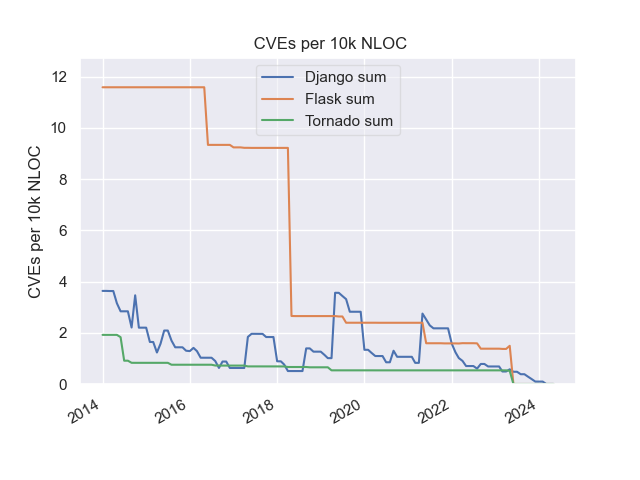 CVEs per 10k NLOC
Django sum
Flask sum
Tornado sum
CVEs per 10k NLOC
12
10
8
6
4
2
0
2014
2016
2018
2020
2022
2024